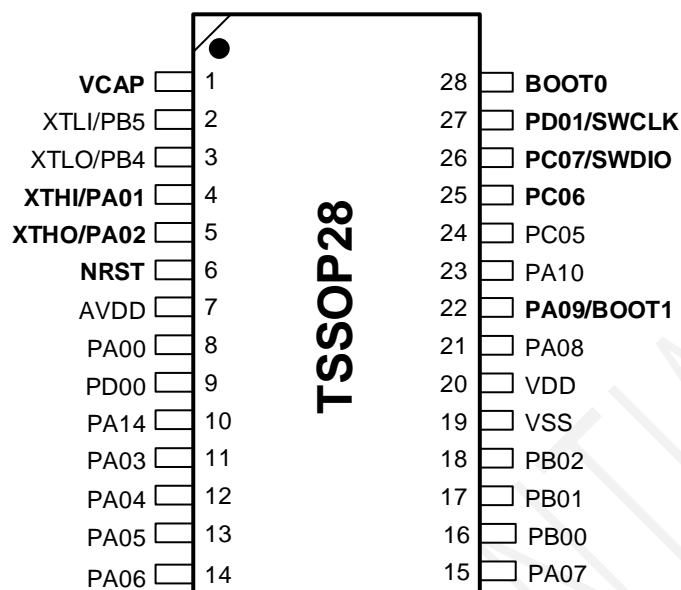 VCAP 1 28 BOOT0
XTLI/PB5 2 27 PD01/SWCLK
XTLO/PB4 3 26 PC07/SWDIO
XTHI/PA01 4 25 PC06
XTHO/PA02 5 24 PC05
NRST 6 23 PA10
AVDD 7 22 PA09/BOOT1
PA00 8 21 PA08
PD00 9 20 VDD
PA14 10 19 VSS
PA03 11 18 PB02
PA04 12 17 PB01
PA05 13 16 PB00
PA06 14 15 PA07
TSSOP28